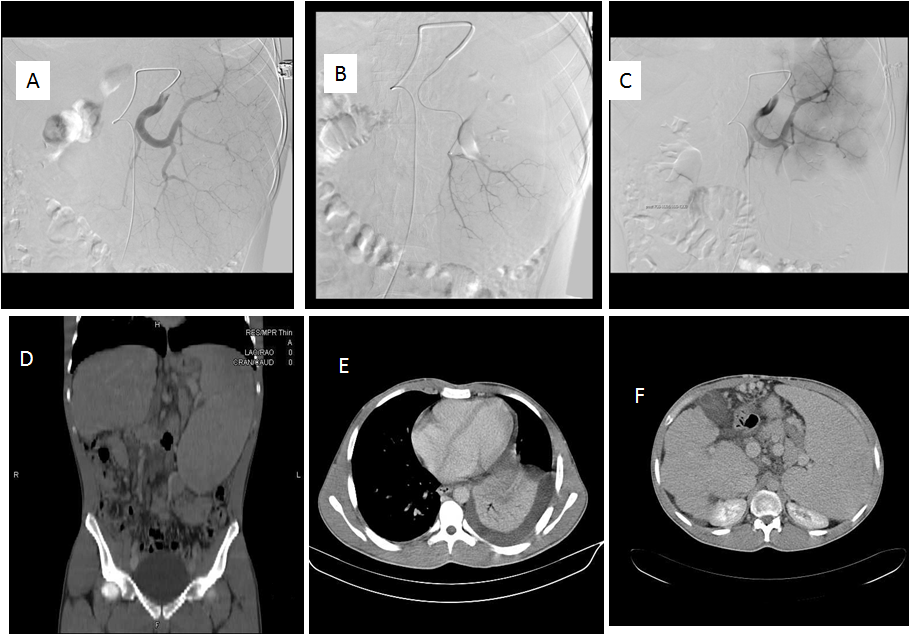 A
B
C
D
H
RES/MPR Thin
A
LAO/RAO 0
CRAN/CAUD 0
R
L
F
E
F